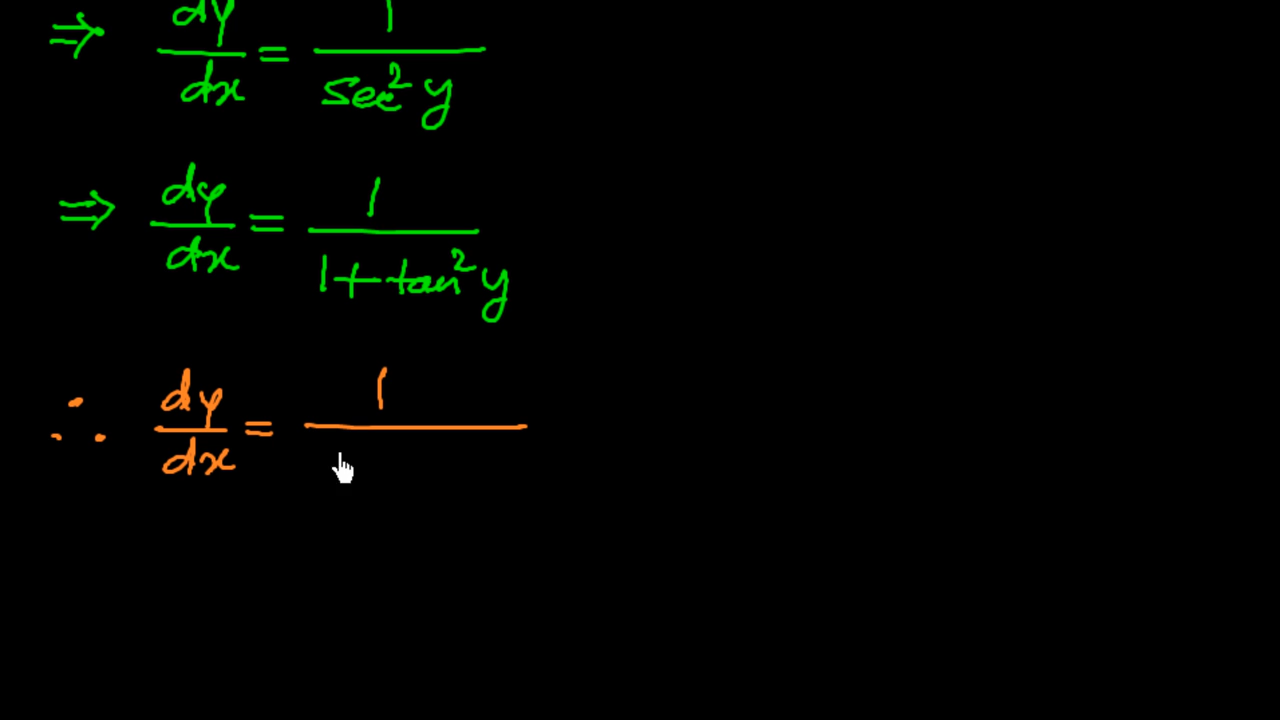 ⇒ dy/dx = 1/sec²y
⇒ dy/dx = 1/1+tan²y
∴ dy/dx = 1/